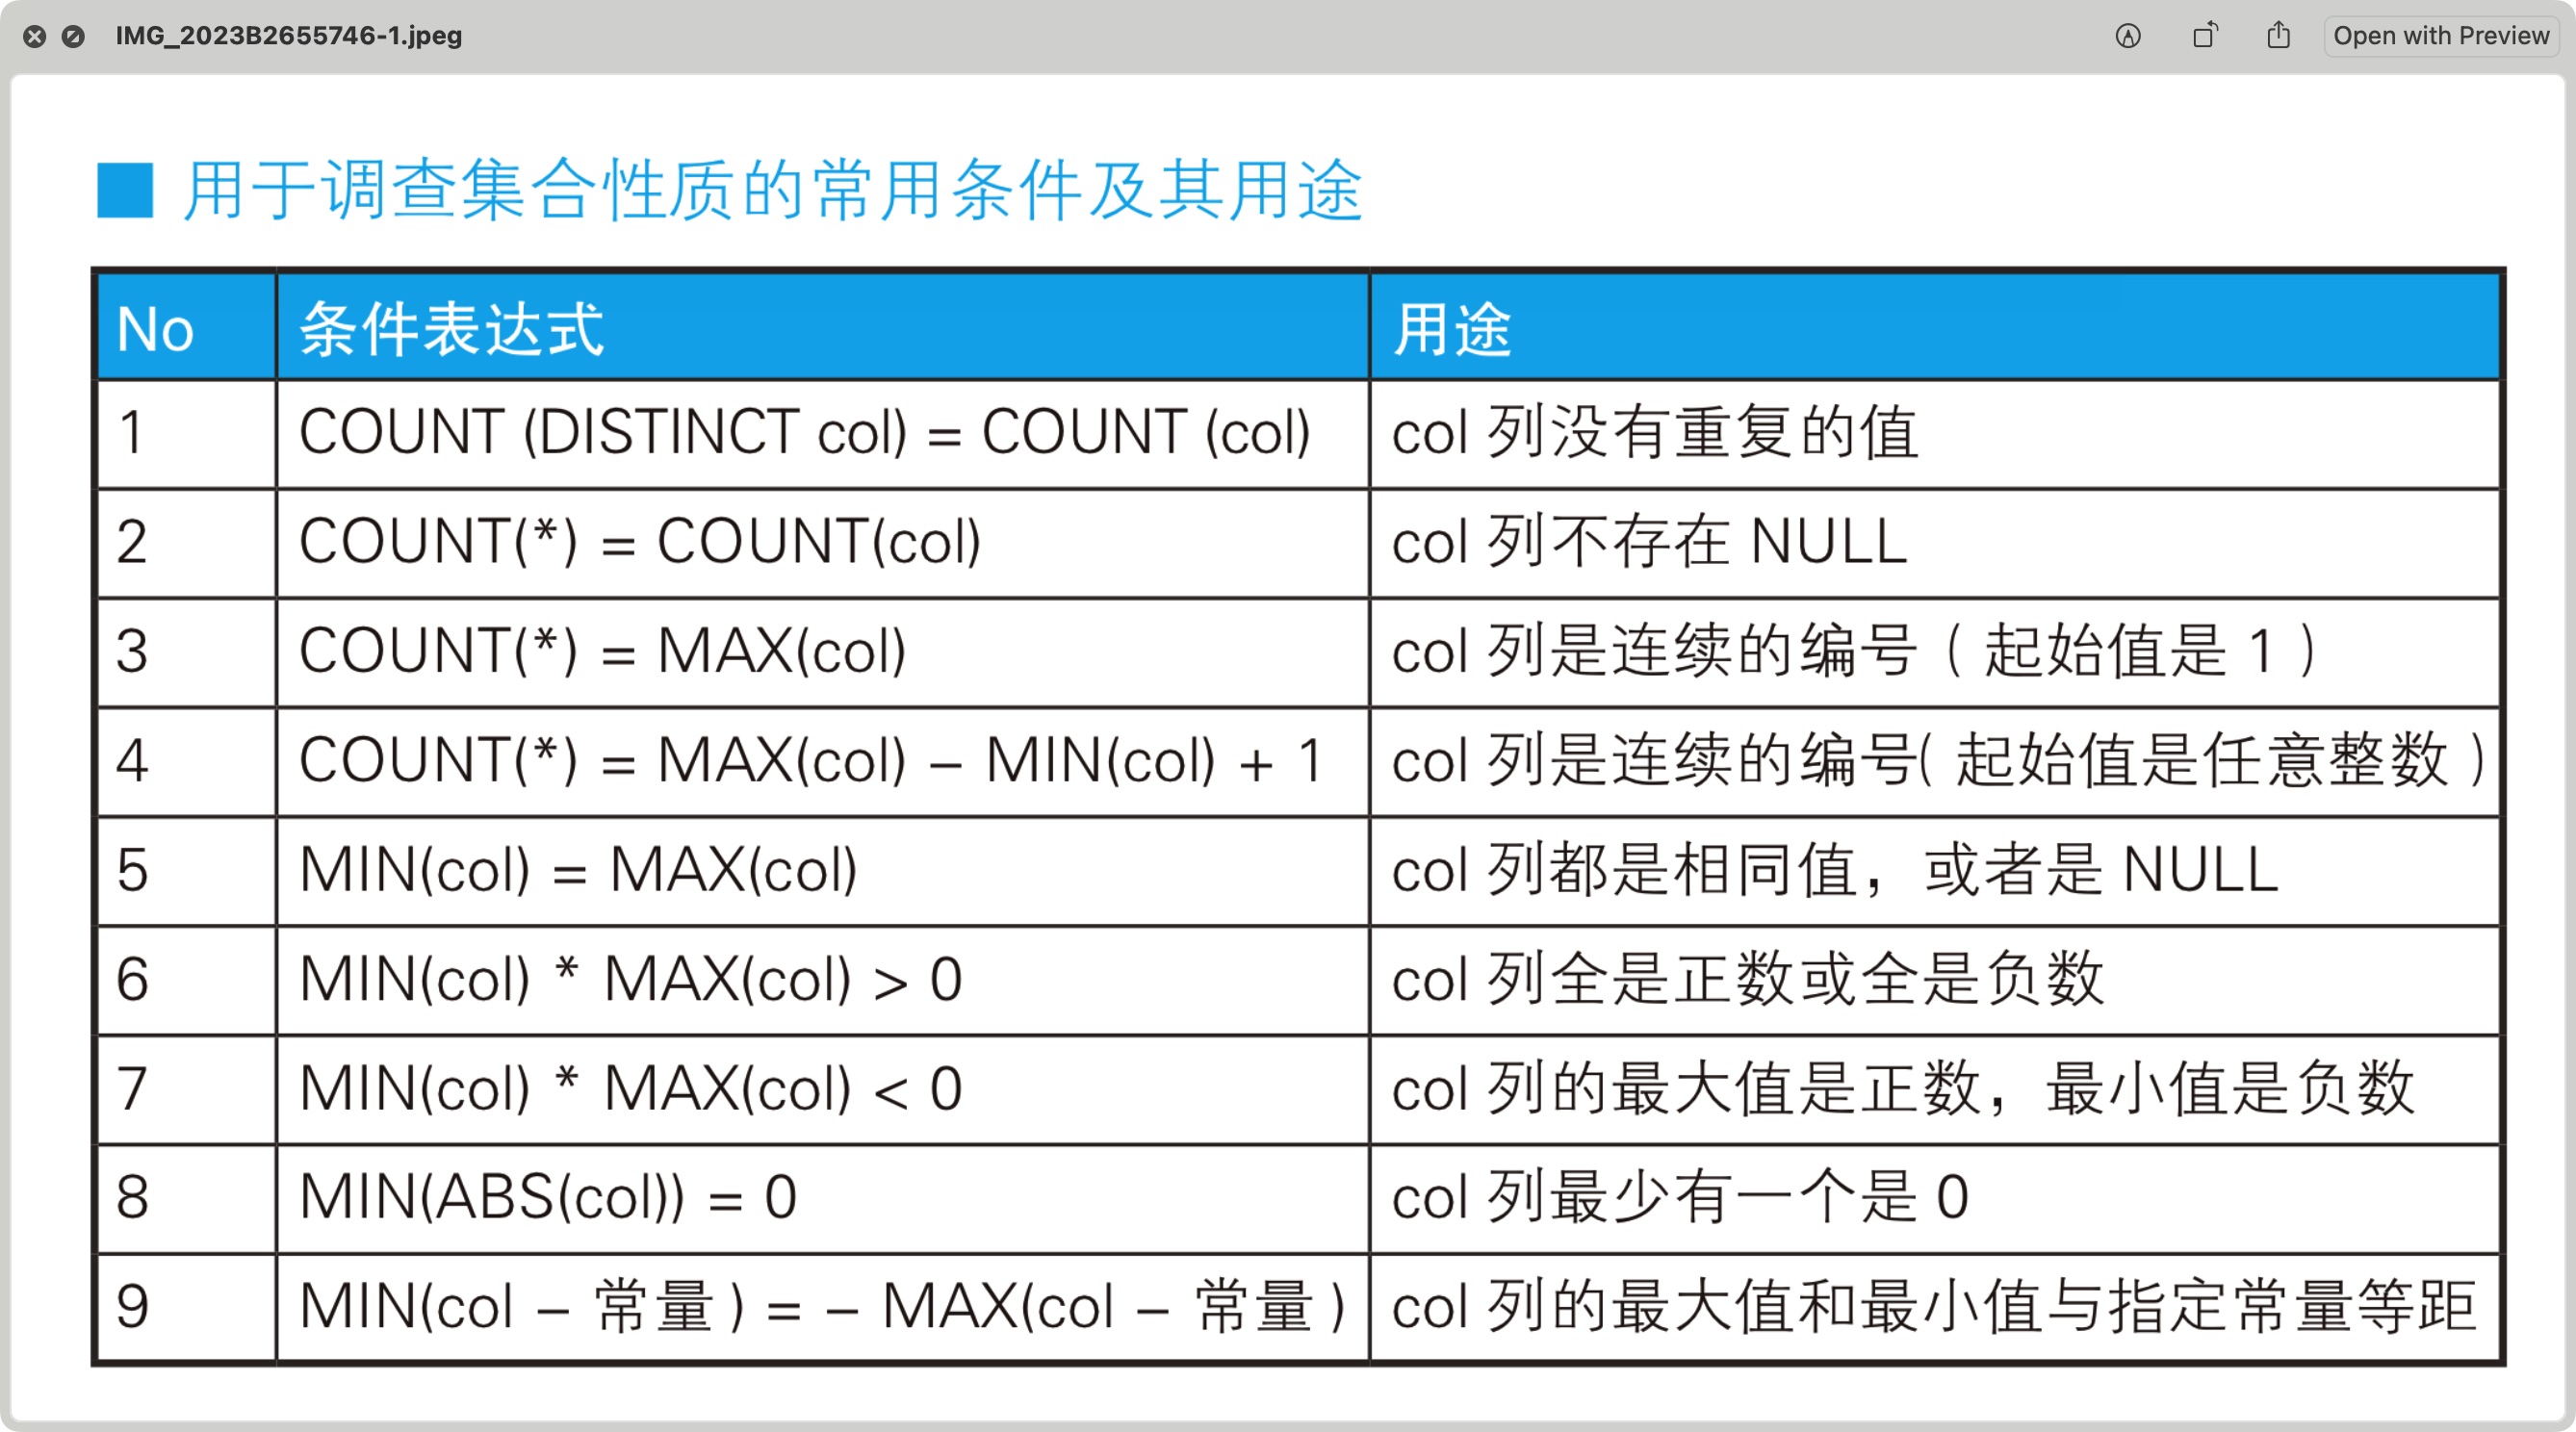 IMG_2023B2655746-1.jpeg
Open with Preview
■ 用于调查集合性质的常用条件及其用途
No 条件表达式 用途
1 COUNT (DISTINCT col) = COUNT (col) col 列没有重复的值
2 COUNT(*) = COUNT(col) col 列不存在 NULL
3 COUNT(*) = MAX(col) col 列是连续的编号（起始值是 1）
4 COUNT(*) = MAX(col) – MIN(col) + 1 col 列是连续的编号(起始值是任意整数)
5 MIN(col) = MAX(col) col 列都是相同值，或者是 NULL
6 MIN(col) * MAX(col) > 0 col 列全是正数或全是负数
7 MIN(col) * MAX(col) < 0 col 列的最大值是正数，最小值是负数
8 MIN(ABS(col)) = 0 col 列最少有一个是 0
9 MIN(col – 常量) = – MAX(col – 常量) col 列的最大值和最小值与指定常量等距